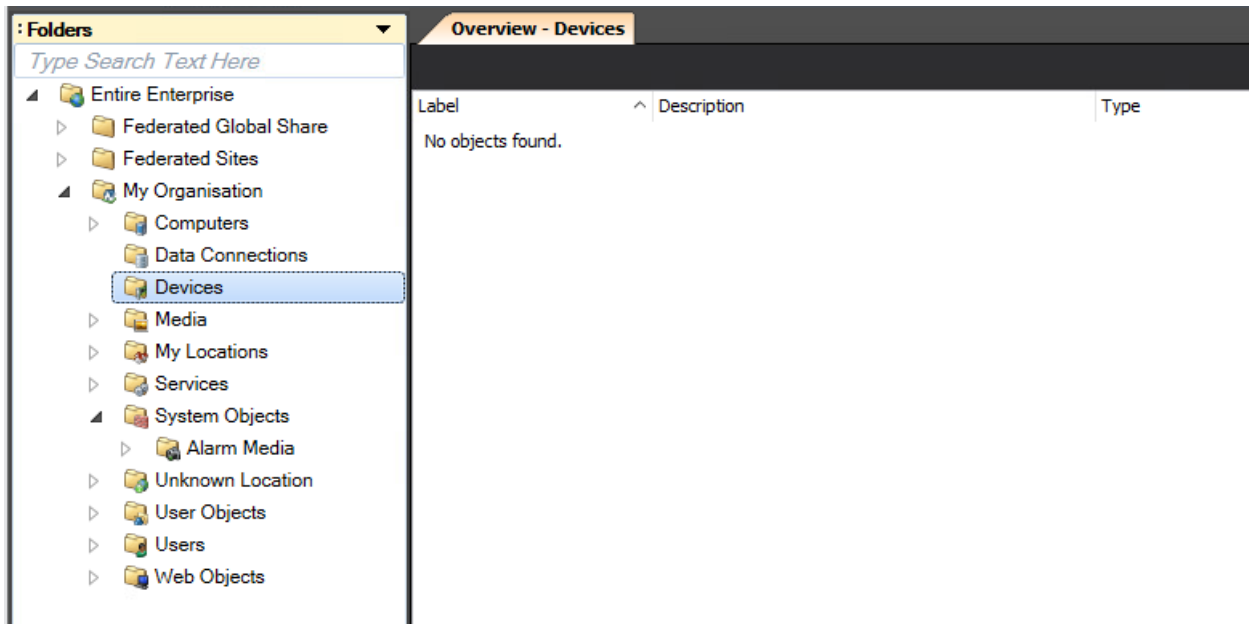 Folders
Type Search Text Here
Entire Enterprise
Federated Global Share
Federated Sites
My Organisation
Computers
Data Connections
Devices
Media
My Locations
Services
System Objects
Alarm Media
Unknown Location
User Objects
Users
Web Objects
Overview - Devices
Label Description Type
No objects found.